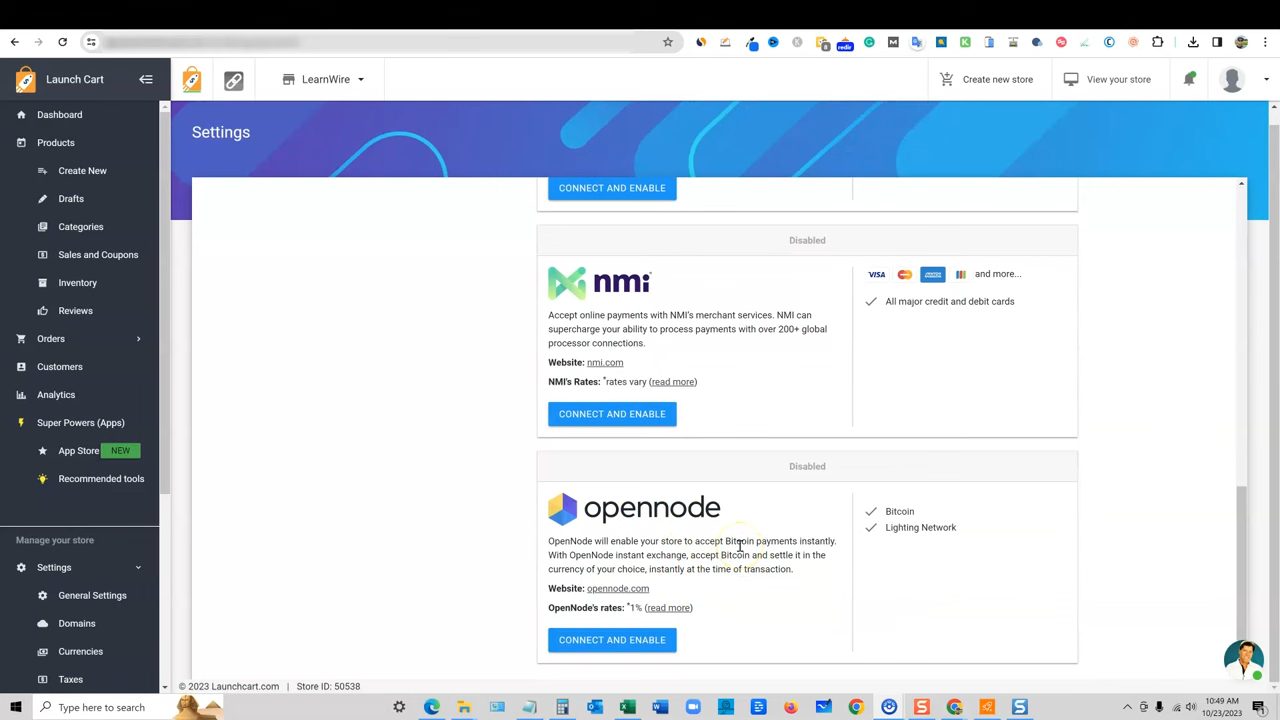 redir
Launch Cart
LearnWire
Create new store
View your store
Dashboard
Products
Create New
Drafts
Categories
Sales and Coupons
Inventory
Reviews
Orders
Customers
Analytics
Super Powers (Apps)
App Store NEW
Recommended tools
Manage your store
Settings
General Settings
Domains
Currencies
Taxes
Settings
CONNECT AND ENABLE
Disabled
nmi
Accept online payments with NMI's merchant services. NMI can
supercharge your ability to process payments with over 200+ global
processor connections.
Website: nmi.com
NMI's Rates: *rates vary (read more)
CONNECT AND ENABLE
VISA and more...
All major credit and debit cards
Disabled
opennode
OpenNode will enable your store to accept Bitcoin payments instantly.
With OpenNode instant exchange, accept Bitcoin and settle it in the
currency of your choice, instantly at the time of transaction.
Website: opennode.com
OpenNode's rates: *1% (read more)
CONNECT AND ENABLE
Bitcoin
Lighting Network
© 2023 Launchcart.com | Store ID: 50538
Type here to search
10:49 AM
10/23/2023